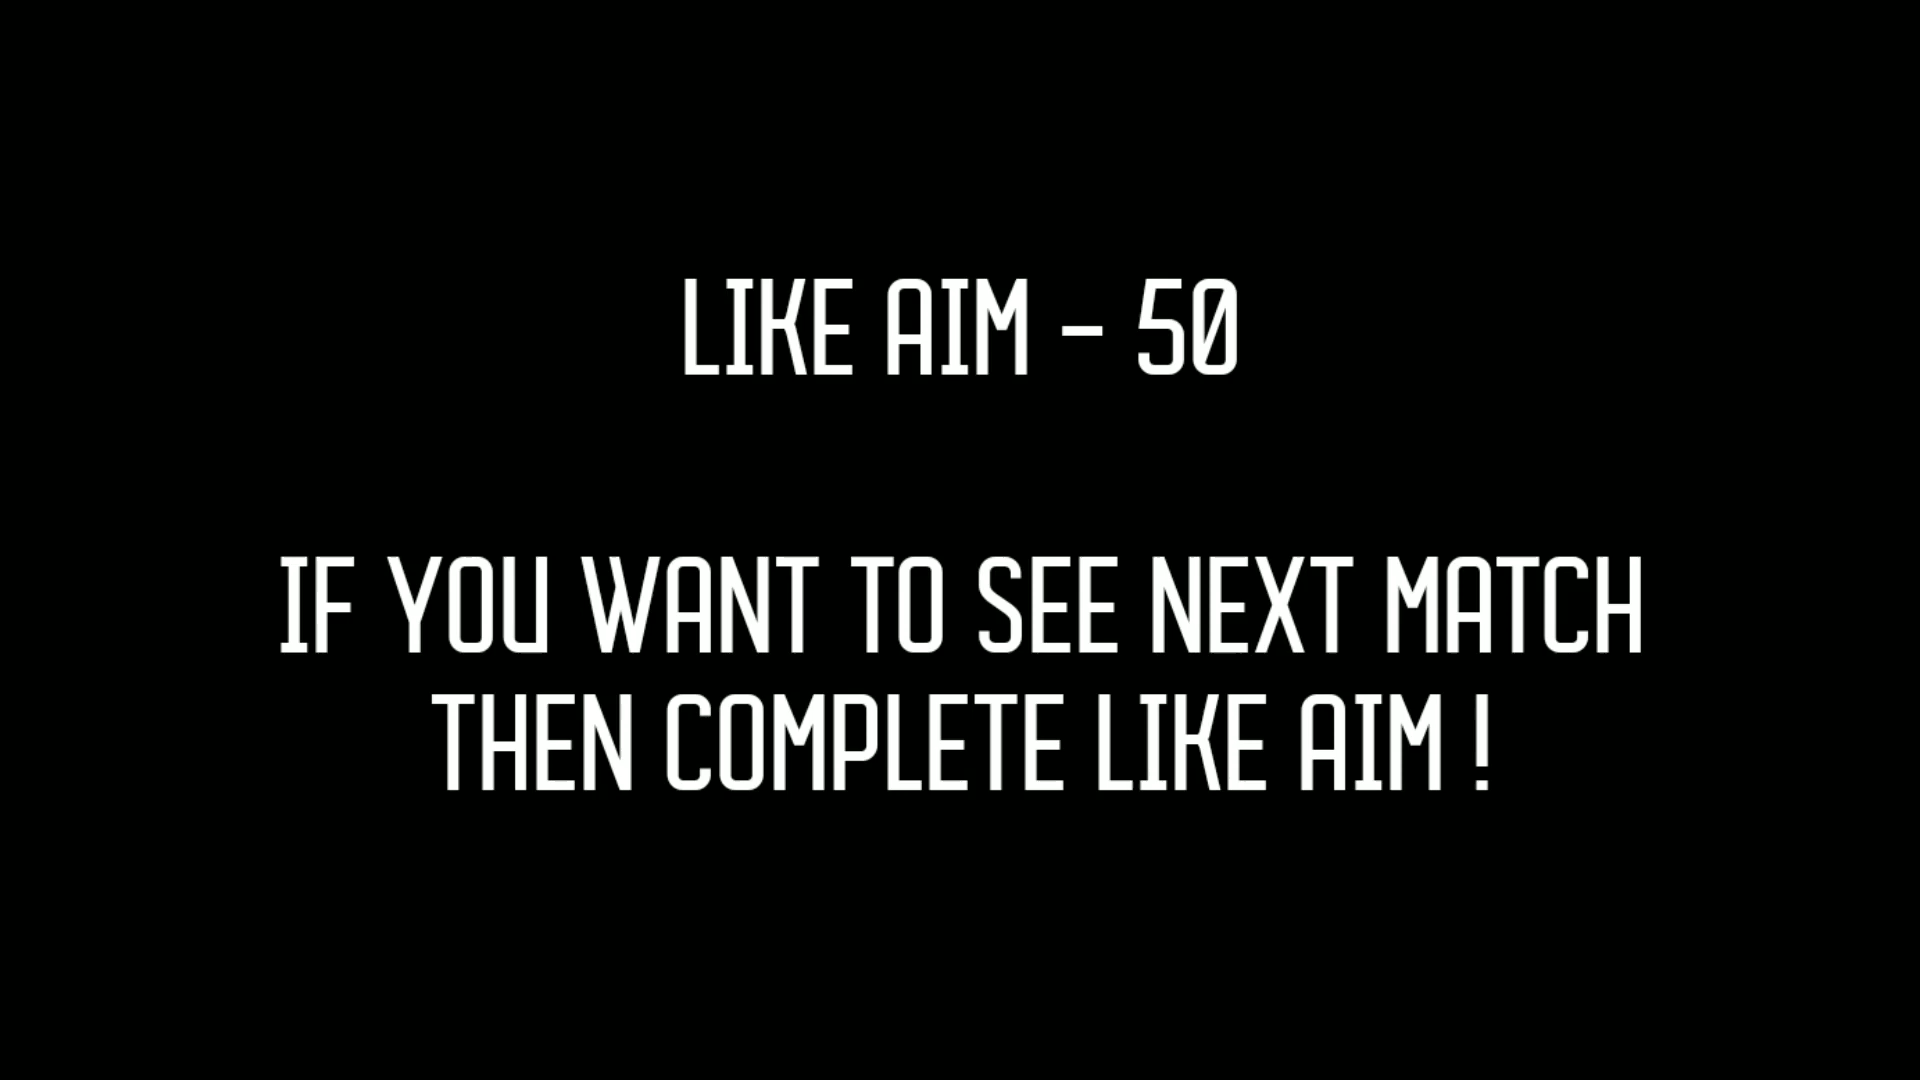 LIKE AIM - 50
IF YOU WANT TO SEE NEXT MATCH
THEN COMPLETE LIKE AIM !